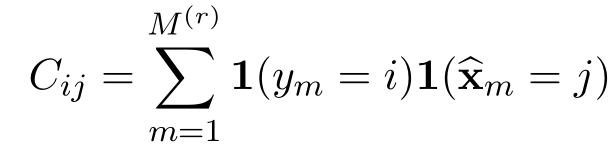 $C_{ij} = \sum_{m=1}^{M^{(r)}} \mathbf{1}(y_m = i)\mathbf{1}(\widehat{\mathbf{x}}_m = j)$